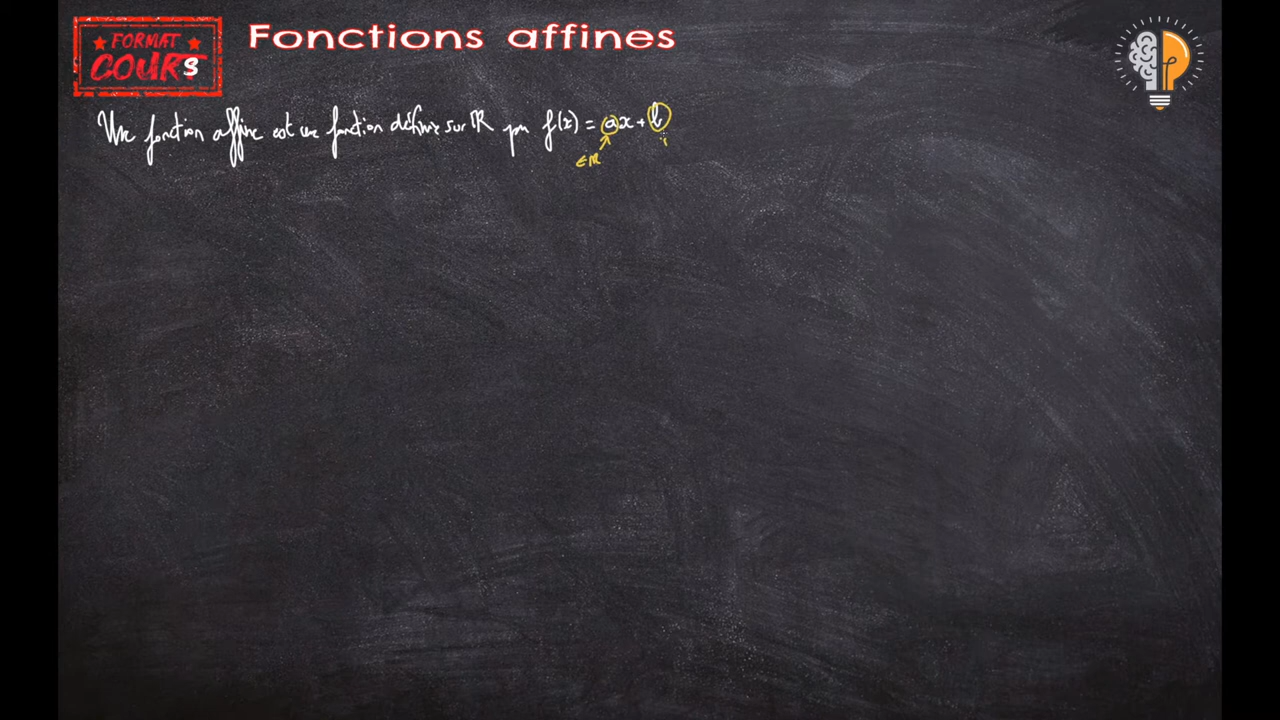 FORMAT
COURS
Fonctions affines
Une fonction affine est une fonction définie sur ℝ par f(x) = ax + b
∈ℝ